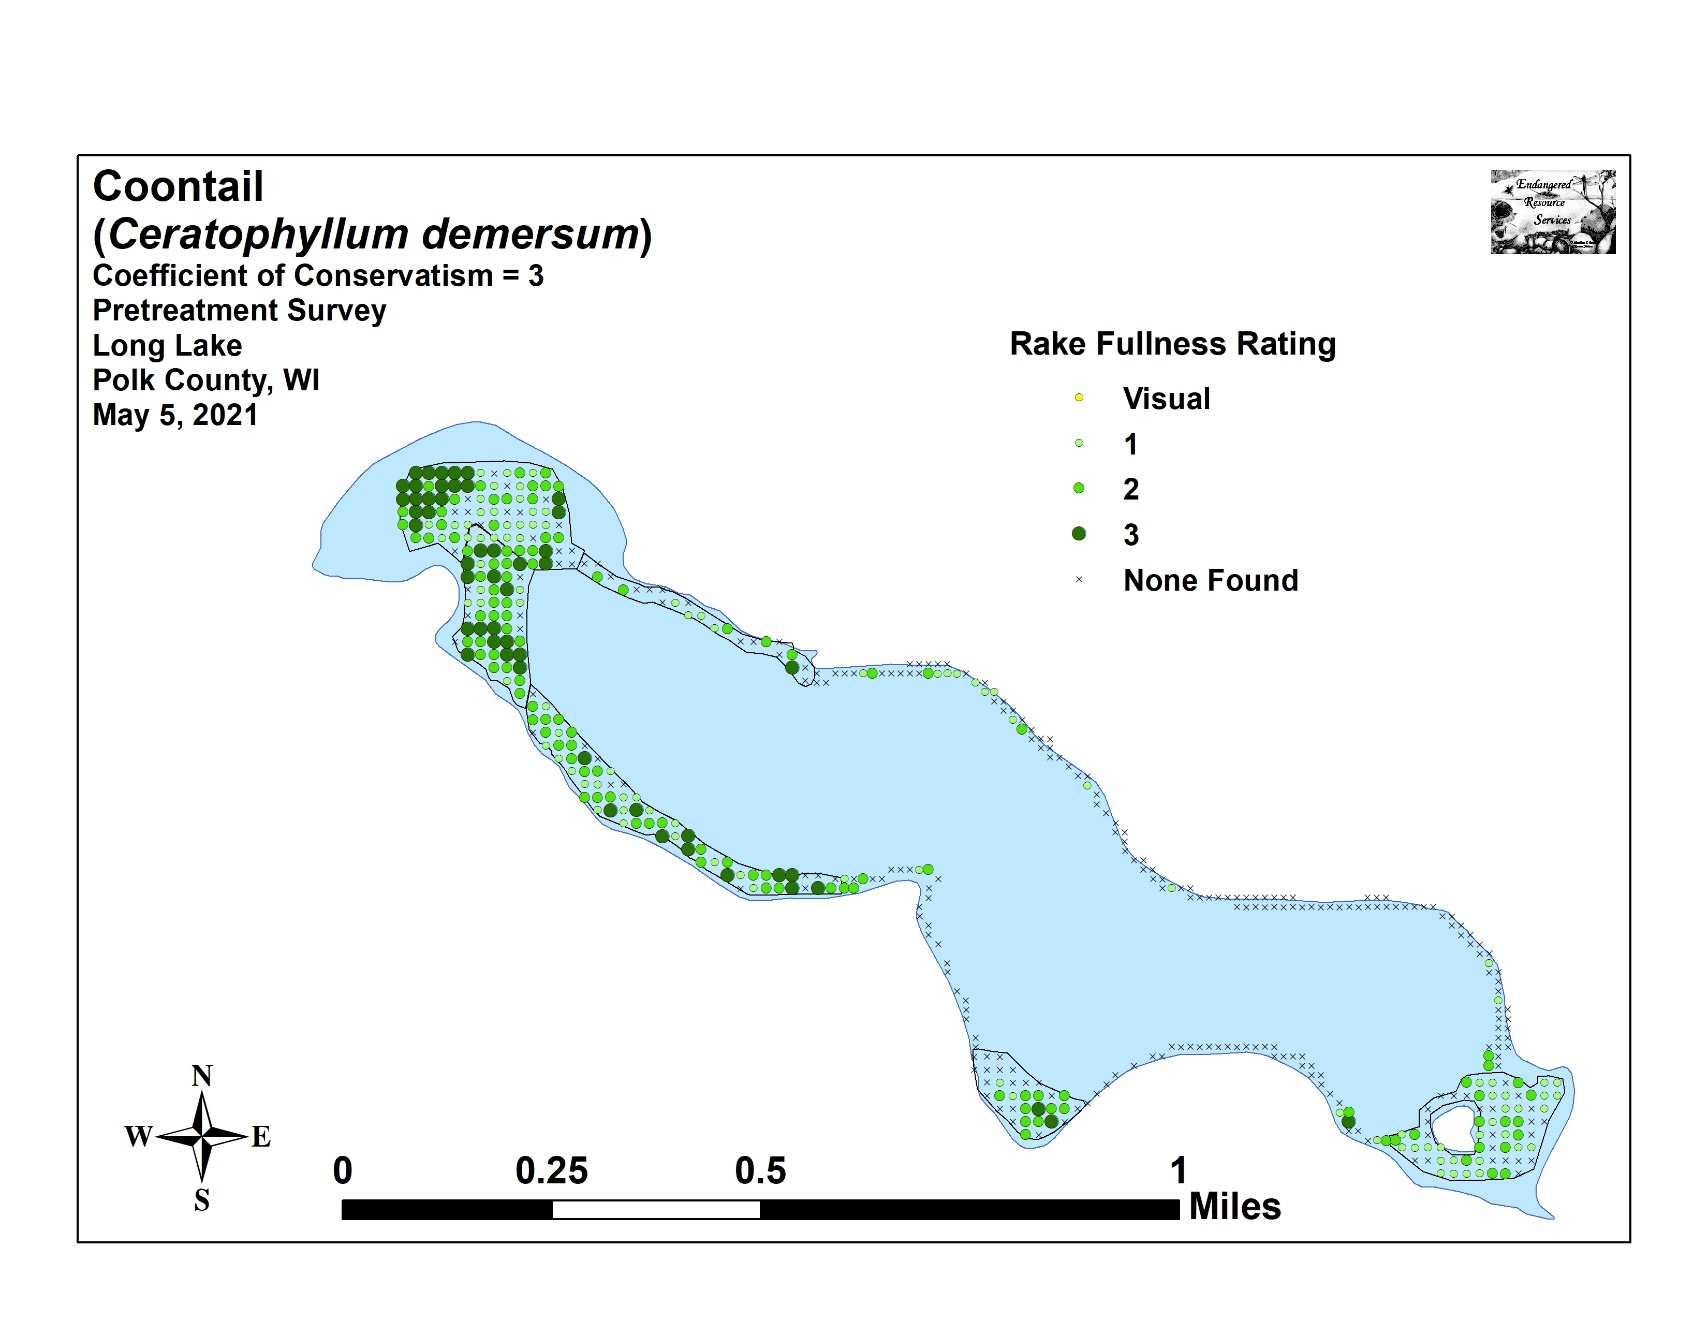 Coontail
(Ceratophyllum demersum)
Coefficient of Conservatism = 3
Pretreatment Survey
Long Lake
Polk County, WI
May 5, 2021
Endangered
Resource
Services
Rake Fullness Rating
Visual
1
2
3
None Found
N
W E
S
0 0.25 0.5 1
Miles